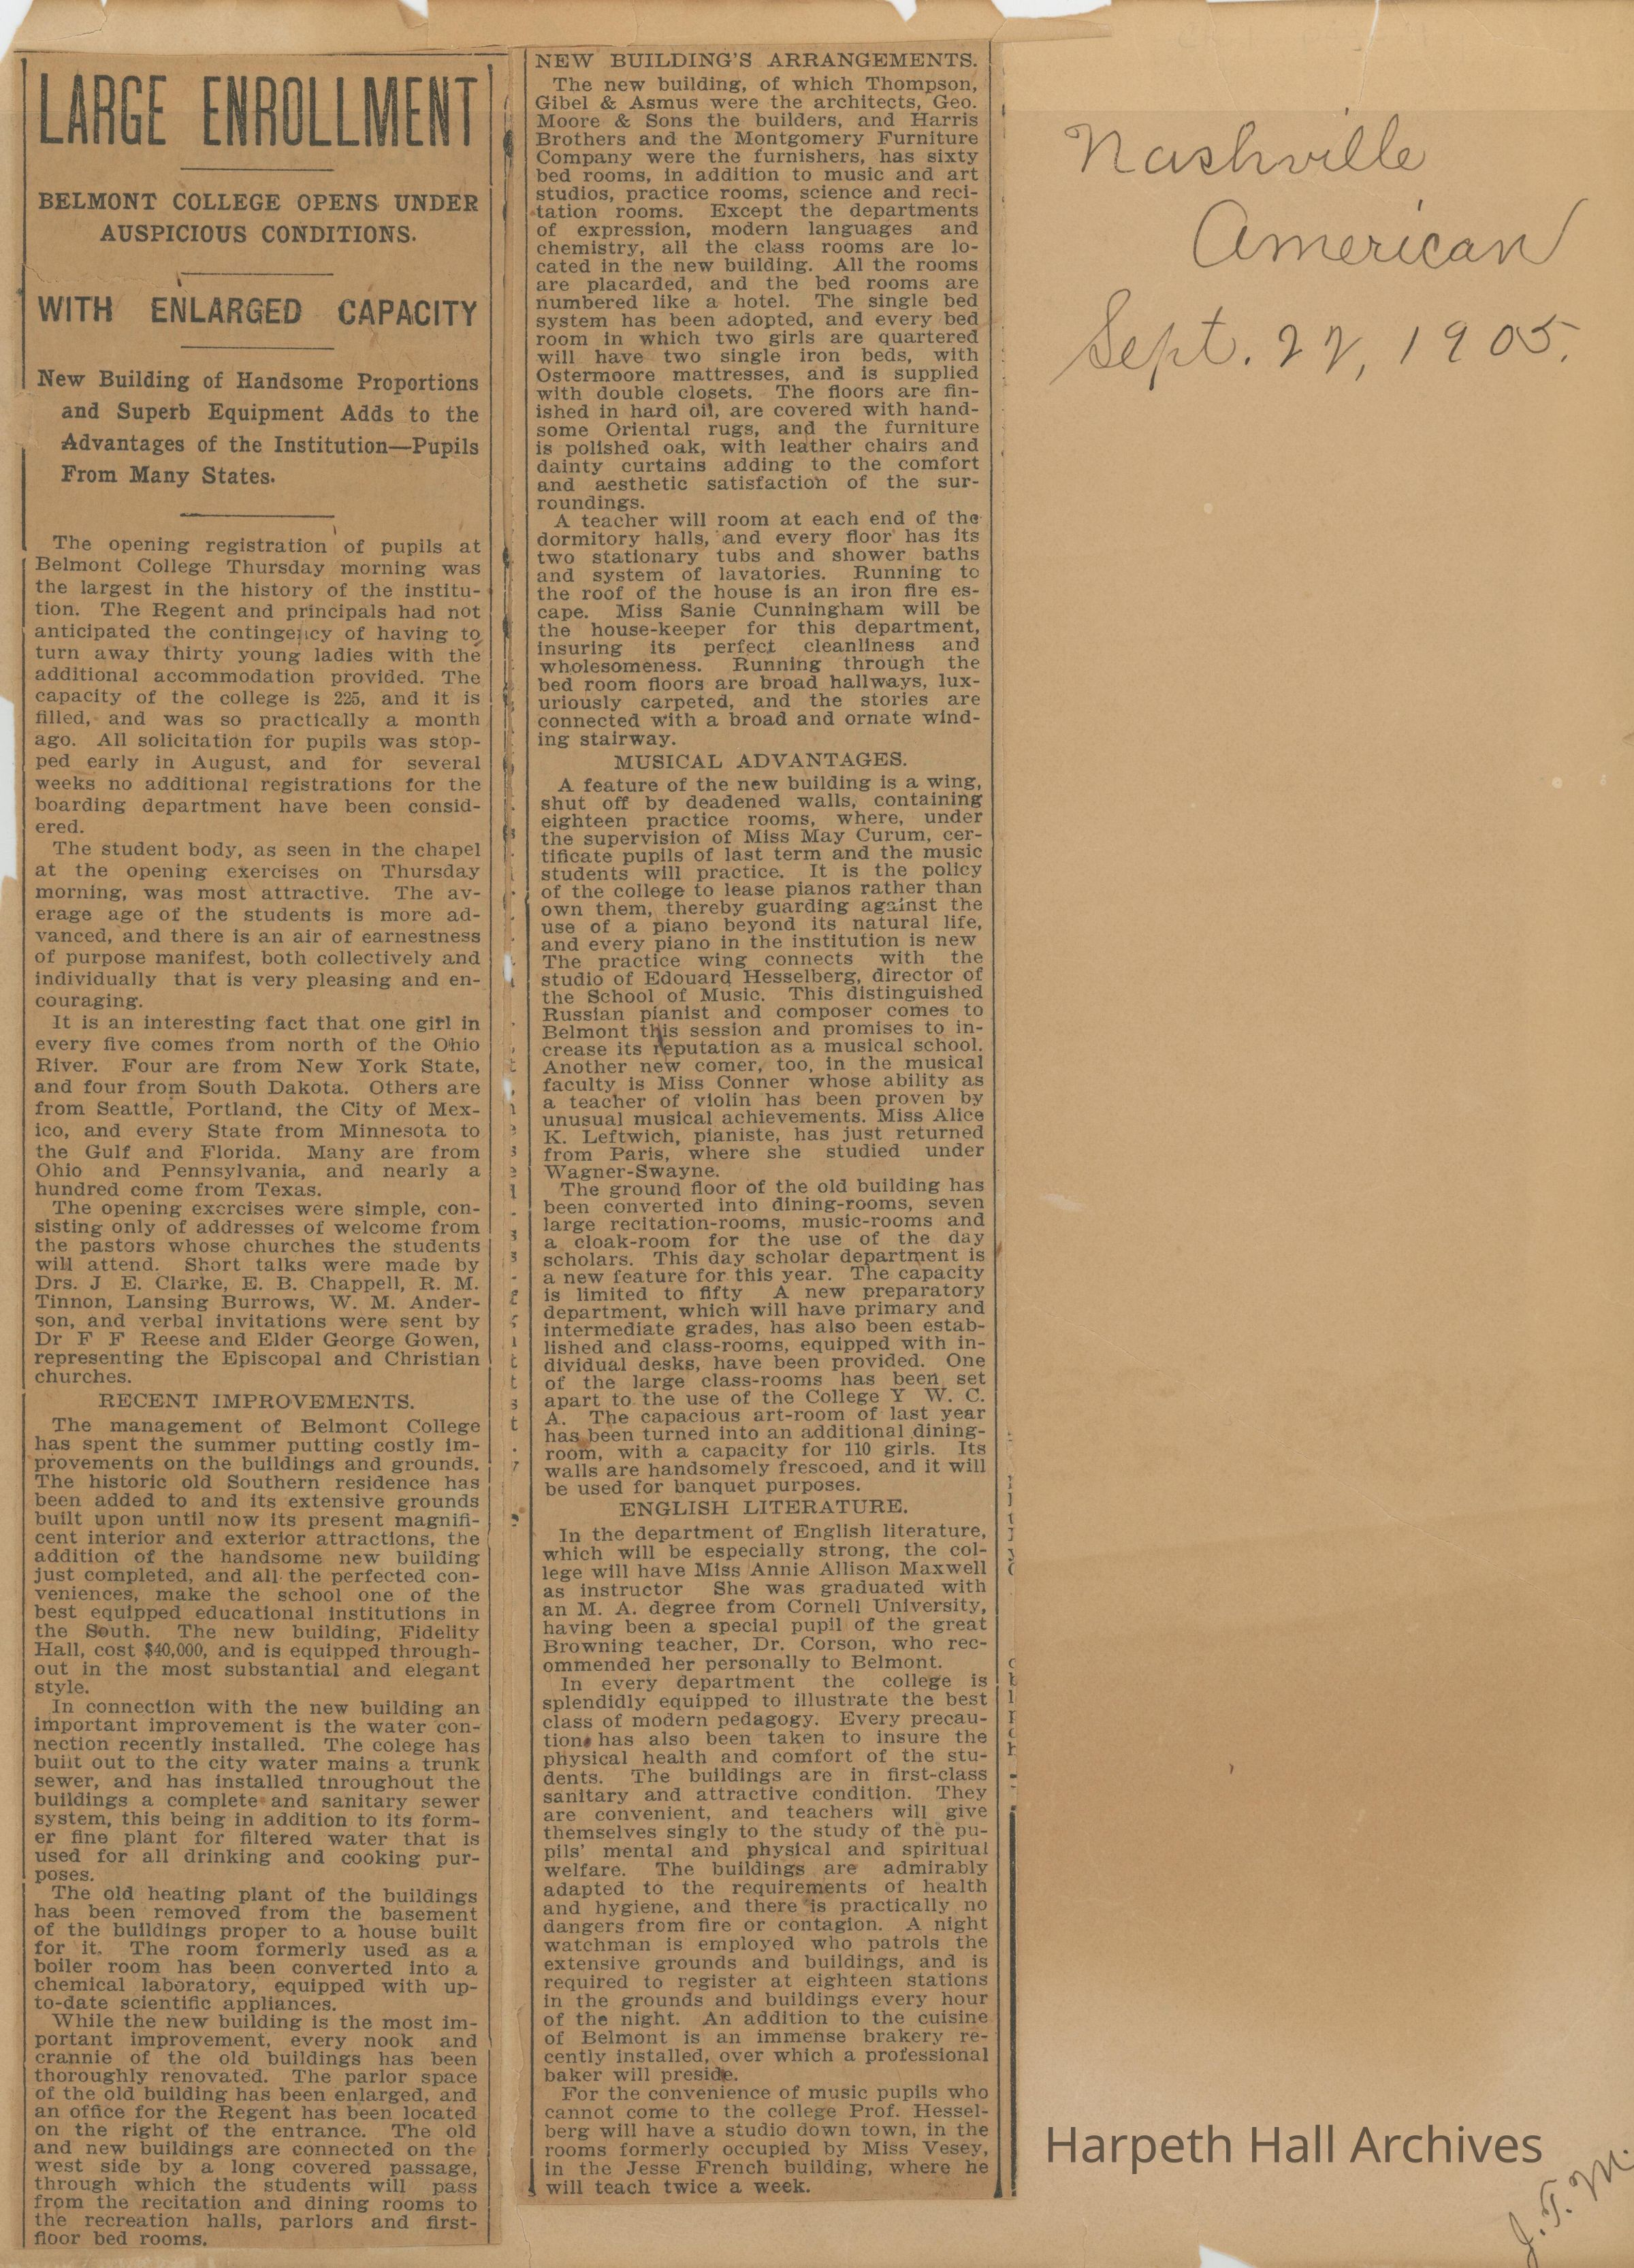 LARGE ENROLLMENT
BELMONT COLLEGE OPENS UNDER
AUSPICIOUS CONDITIONS.
WITH ENLARGED CAPACITY
New Building of Handsome Proportions
and Superb Equipment Adds to the
Advantages of the Institution—Pupils
From Many States.
The opening registration of pupils at
Belmont College Thursday morning was
the largest in the history of the institu-
tion. The Regent and principals had not
anticipated the contingency of having to
turn away thirty young ladies with the
additional accommodation provided. The
capacity of the college is 225, and it is
filled, and was so practically a month
ago. All solicitation for pupils was stop-
ped early in August, and for several
weeks no additional registrations for the
boarding department have been consid-
ered.
The student body, as seen in the chapel
at the opening exercises on Thursday
morning, was most attractive. The av-
erage age of the students is more ad-
vanced, and there is an air of earnestness
of purpose manifest, both collectively and
individually that is very pleasing and en-
couraging.
It is an interesting fact that one girl in
every five comes from north of the Ohio
River. Four are from New York State,
and four from South Dakota. Others are
from Seattle, Portland, the City of Mex-
ico, and every State from Minnesota to
the Gulf and Florida. Many are from
Ohio and Pennsylvania, and nearly a
hundred come from Texas.
The opening exercises were simple, con-
sisting only of addresses of welcome from
the pastors whose churches the students
will attend. Short talks were made by
Drs. J E. Clarke, E. B. Chappell, R. M.
Tinnon, Lansing Burrows, W. M. Ander-
son, and verbal invitations were sent by
Dr F F Reese and Elder George Gowen,
representing the Episcopal and Christian
churches.
RECENT IMPROVEMENTS.
The management of Belmont College
has spent the summer putting costly im-
provements on the buildings and grounds.
The historic old Southern residence has
been added to and its extensive grounds
built upon until now its present magnifi-
cent interior and exterior attractions, the
addition of the handsome new building
just completed, and all the perfected con-
veniences, make the school one of the
best equipped educational institutions in
the South. The new building, Fidelity
Hall, cost $40,000, and is equipped through-
out in the most substantial and elegant
style.
In connection with the new building an
important improvement is the water con-
nection recently installed. The colege has
built out to the city water mains a trunk
sewer, and has installed throughout the
buildings a complete and sanitary sewer
system, this being in addition to its form-
er fine plant for filtered water that is
used for all drinking and cooking pur-
poses.
The old heating plant of the buildings
has been removed from the basement
of the buildings proper to a house built
for it. The room formerly used as a
boiler room has been converted into a
chemical laboratory, equipped with up-
to-date scientific appliances.
While the new building is the most im-
portant improvement, every nook and
crannie of the old buildings has been
thoroughly renovated. The parlor space
of the old building has been enlarged, and
an office for the Regent has been located
on the right of the entrance. The old
and new buildings are connected on the
west side by a long covered passage,
through which the students will pass
from the recitation and dining rooms to
the recreation halls, parlors and first-
floor bed rooms.
NEW BUILDING'S ARRANGEMENTS.
The new building, of which Thompson,
Gibel & Asmus were the architects, Geo.
Moore & Sons the builders, and Harris
Brothers and the Montgomery Furniture
Company were the furnishers, has sixty
bed rooms, in addition to music and art
studios, practice rooms, science and reci-
tation rooms. Except the departments
of expression, modern languages and
chemistry, all the class rooms are lo-
cated in the new building. All the rooms
are placarded, and the bed rooms are
numbered like a hotel. The single bed
system has been adopted, and every bed
room in which two girls are quartered
will have two single iron beds, with
Ostermoore mattresses, and is supplied
with double closets. The floors are fin-
ished in hard oil, are covered with hand-
some Oriental rugs, and the furniture
is polished oak, with leather chairs and
dainty curtains adding to the comfort
and aesthetic satisfaction of the sur-
roundings.
A teacher will room at each end of the
dormitory halls, and every floor has its
two stationary tubs and shower baths
and system of lavatories. Running to
the roof of the house is an iron fire es-
cape. Miss Sanie Cunningham will be
the house-keeper for this department,
insuring its perfect cleanliness and
wholesomeness. Running through the
bed room floors are broad hallways, lux-
uriously carpeted, and the stories are
connected with a broad and ornate wind-
ing stairway.
MUSICAL ADVANTAGES.
A feature of the new building is a wing,
shut off by deadened walls, containing
eighteen practice rooms, where, under
the supervision of Miss May Curum, cer-
tificate pupils of last term and the music
students will practice. It is the policy
of the college to lease pianos rather than
own them, thereby guarding against the
use of a piano beyond its natural life,
and every piano in the institution is new
The practice wing connects with the
studio of Edouard Hesselberg, director of
the School of Music. This distinguished
Russian pianist and composer comes to
Belmont this session and promises to in-
crease its reputation as a musical school.
Another new comer, too, in the musical
faculty is Miss Conner whose ability as
a teacher of violin has been proven by
unusual musical achievements. Miss Alice
K. Leftwich, pianiste, has just returned
from Paris, where she studied under
Wagner-Swayne.
The ground floor of the old building has
been converted into dining-rooms, seven
large recitation-rooms, music-rooms and
a cloak-room for the use of the day
scholars. This day scholar department is
a new feature for this year. The capacity
is limited to fifty A new preparatory
department, which will have primary and
intermediate grades, has also been estab-
lished and class-rooms, equipped with in-
dividual desks, have been provided. One
of the large class-rooms has been set
apart to the use of the College Y W. C.
A. The capacious art-room of last year
has been turned into an additional dining-
room, with a capacity for 110 girls. Its
walls are handsomely frescoed, and it will
be used for banquet purposes.
ENGLISH LITERATURE.
In the department of English literature,
which will be especially strong, the col-
lege will have Miss Annie Allison Maxwell
as instructor She was graduated with
an M. A. degree from Cornell University,
having been a special pupil of the great
Browning teacher, Dr. Corson, who rec-
ommended her personally to Belmont.
In every department the college is
splendidly equipped to illustrate the best
class of modern pedagogy. Every precau-
tion has also been taken to insure the
physical health and comfort of the stu-
dents. The buildings are in first-class
sanitary and attractive condition. They
are convenient, and teachers will give
themselves singly to the study of the pu-
pils' mental and physical and spiritual
welfare. The buildings are admirably
adapted to the requirements of health
and hygiene, and there is practically no
dangers from fire or contagion. A night
watchman is employed who patrols the
extensive grounds and buildings, and is
required to register at eighteen stations
in the grounds and buildings every hour
of the night. An addition to the cuisine
of Belmont is an immense brakery re-
cently installed, over which a professional
baker will preside.
For the convenience of music pupils who
cannot come to the college Prof. Hessel-
berg will have a studio down town, in the
rooms formerly occupied by Miss Vesey,
in the Jesse French building, where he
will teach twice a week.
Nashville
American
Sept. 22, 1905.
Harpeth Hall Archives
J. T. M.